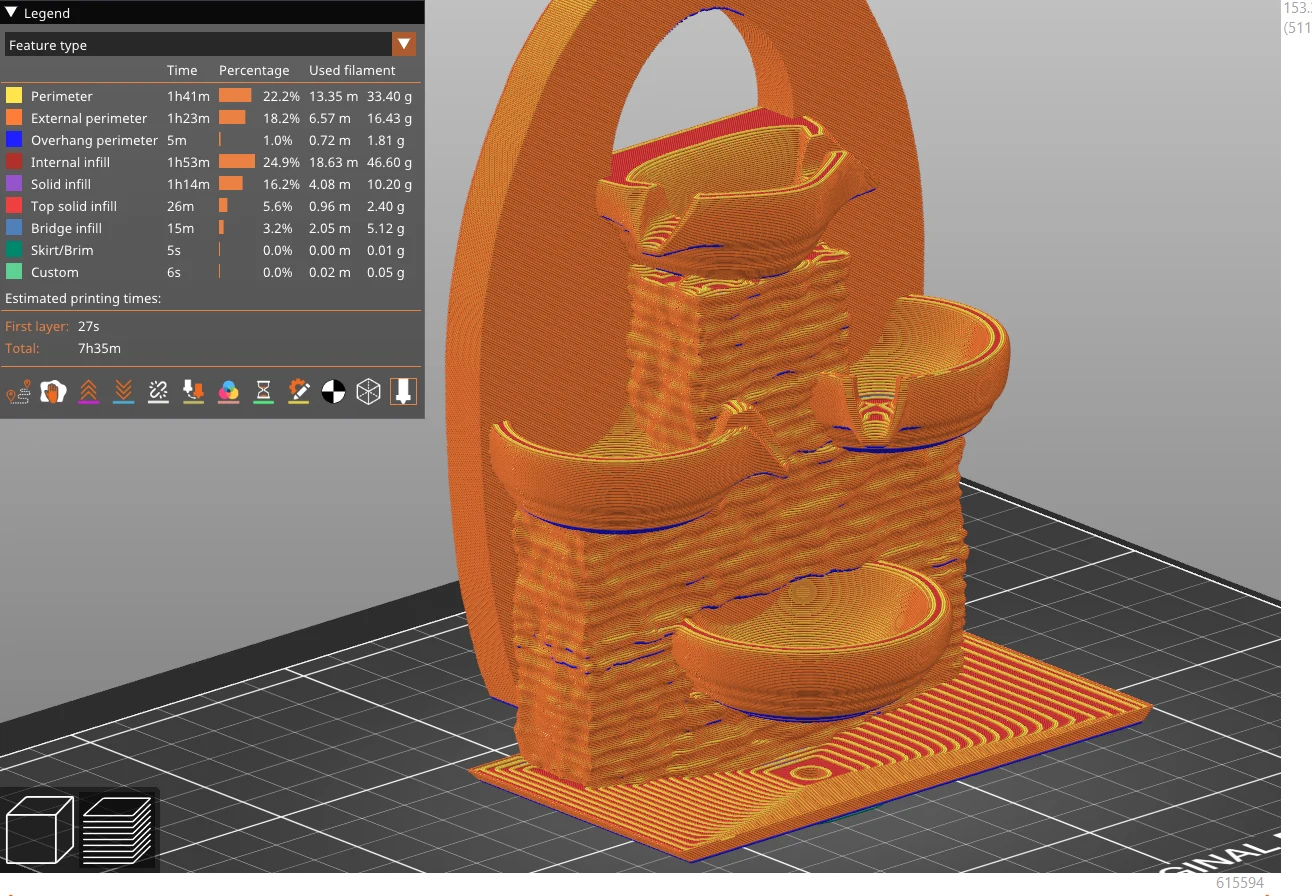 Legend
153.
(511
Feature type
Time Percentage Used filament
Perimeter 1h41m 22.2% 13.35 m 33.40 g
External perimeter 1h23m 18.2% 6.57 m 16.43 g
Overhang perimeter 5m 1.0% 0.72 m 1.81 g
Internal infill 1h53m 24.9% 18.63 m 46.60 g
Solid infill 1h14m 16.2% 4.08 m 10.20 g
Top solid infill 26m 5.6% 0.96 m 2.40 g
Bridge infill 15m 3.2% 2.05 m 5.12 g
Skirt/Brim 5s 0.0% 0.00 m 0.01 g
Custom 6s 0.0% 0.02 m 0.05 g
Estimated printing times:
First layer: 27s
Total: 7h35m
GINAL
615594